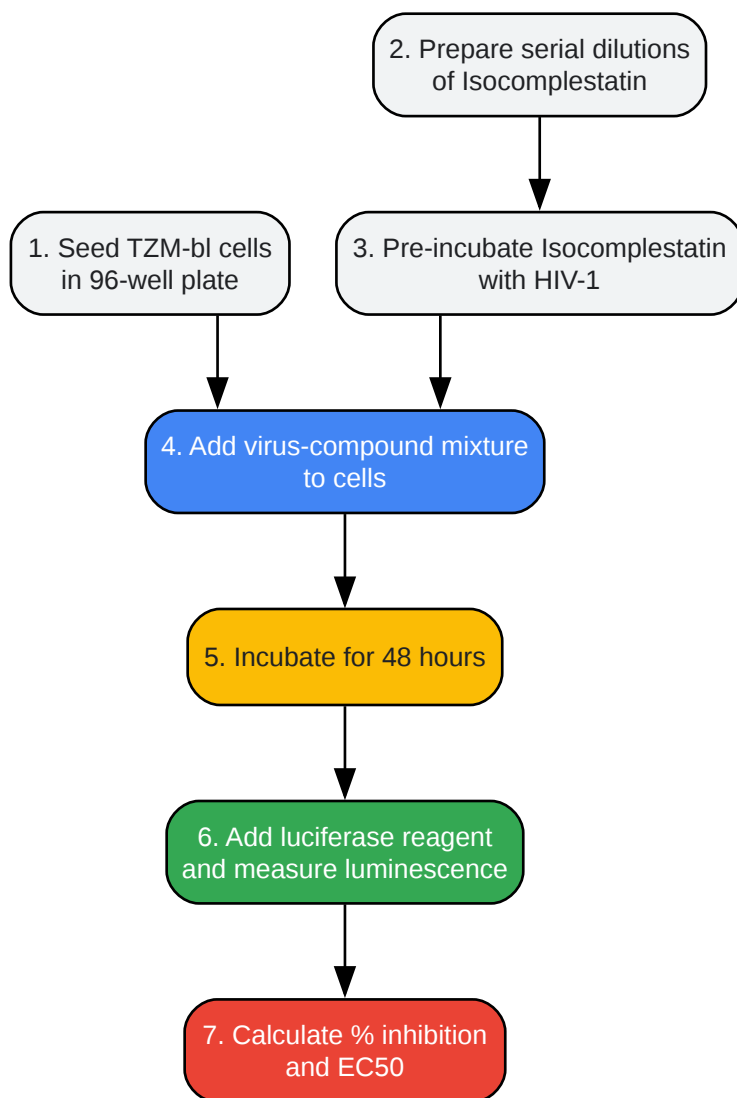 2. Prepare serial dilutions
of Isocomplestatin
1. Seed TZM-bl cells
in 96-well plate
3. Pre-incubate Isocomplestatin
with HIV-1
4. Add virus-compound mixture
to cells
5. Incubate for 48 hours
6. Add luciferase reagent
and measure luminescence
7. Calculate % inhibition
and EC50